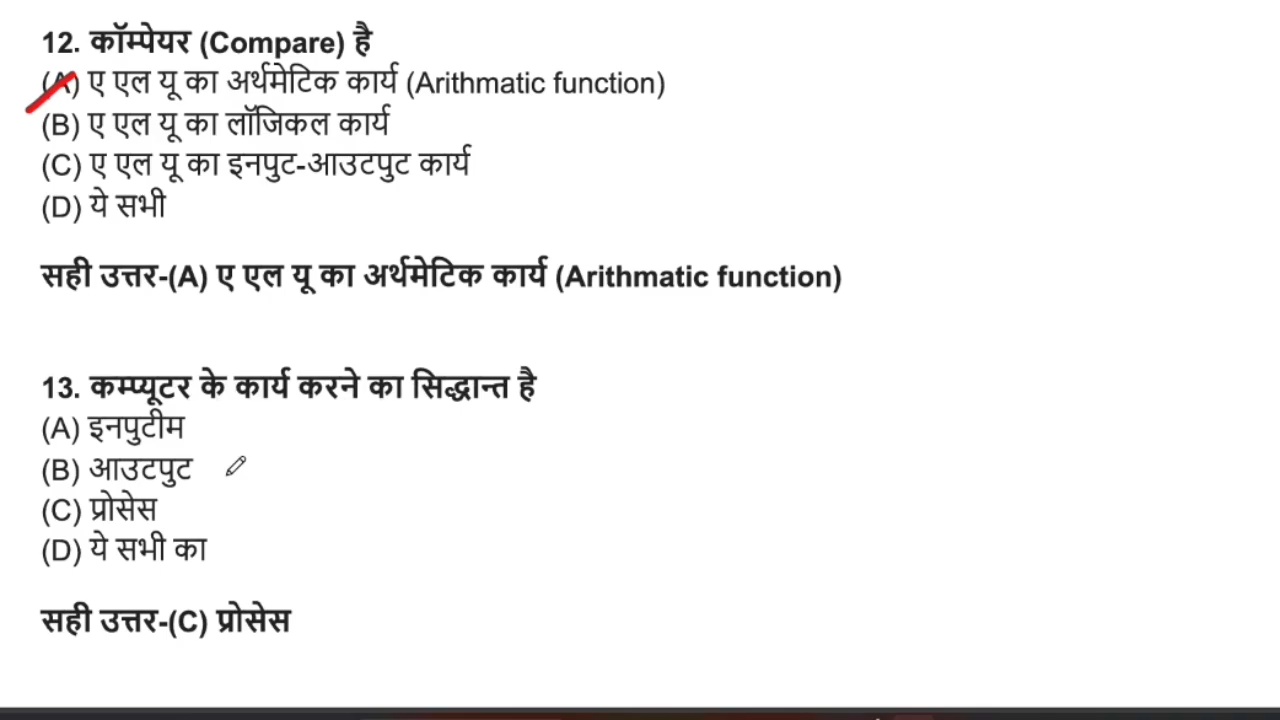 12. कॉम्पेयर (Compare) है
(A) ए एल यू का अर्थमेटिक कार्य (Arithmatic function)
(B) ए एल यू का लॉजिकल कार्य
(C) ए एल यू का इनपुट-आउटपुट कार्य
(D) ये सभी
सही उत्तर-(A) ए एल यू का अर्थमेटिक कार्य (Arithmatic function)
13. कम्प्यूटर के कार्य करने का सिद्धान्त है
(A) इनपुटीम
(B) आउटपुट
(C) प्रोसेस
(D) ये सभी का
सही उत्तर-(C) प्रोसेस